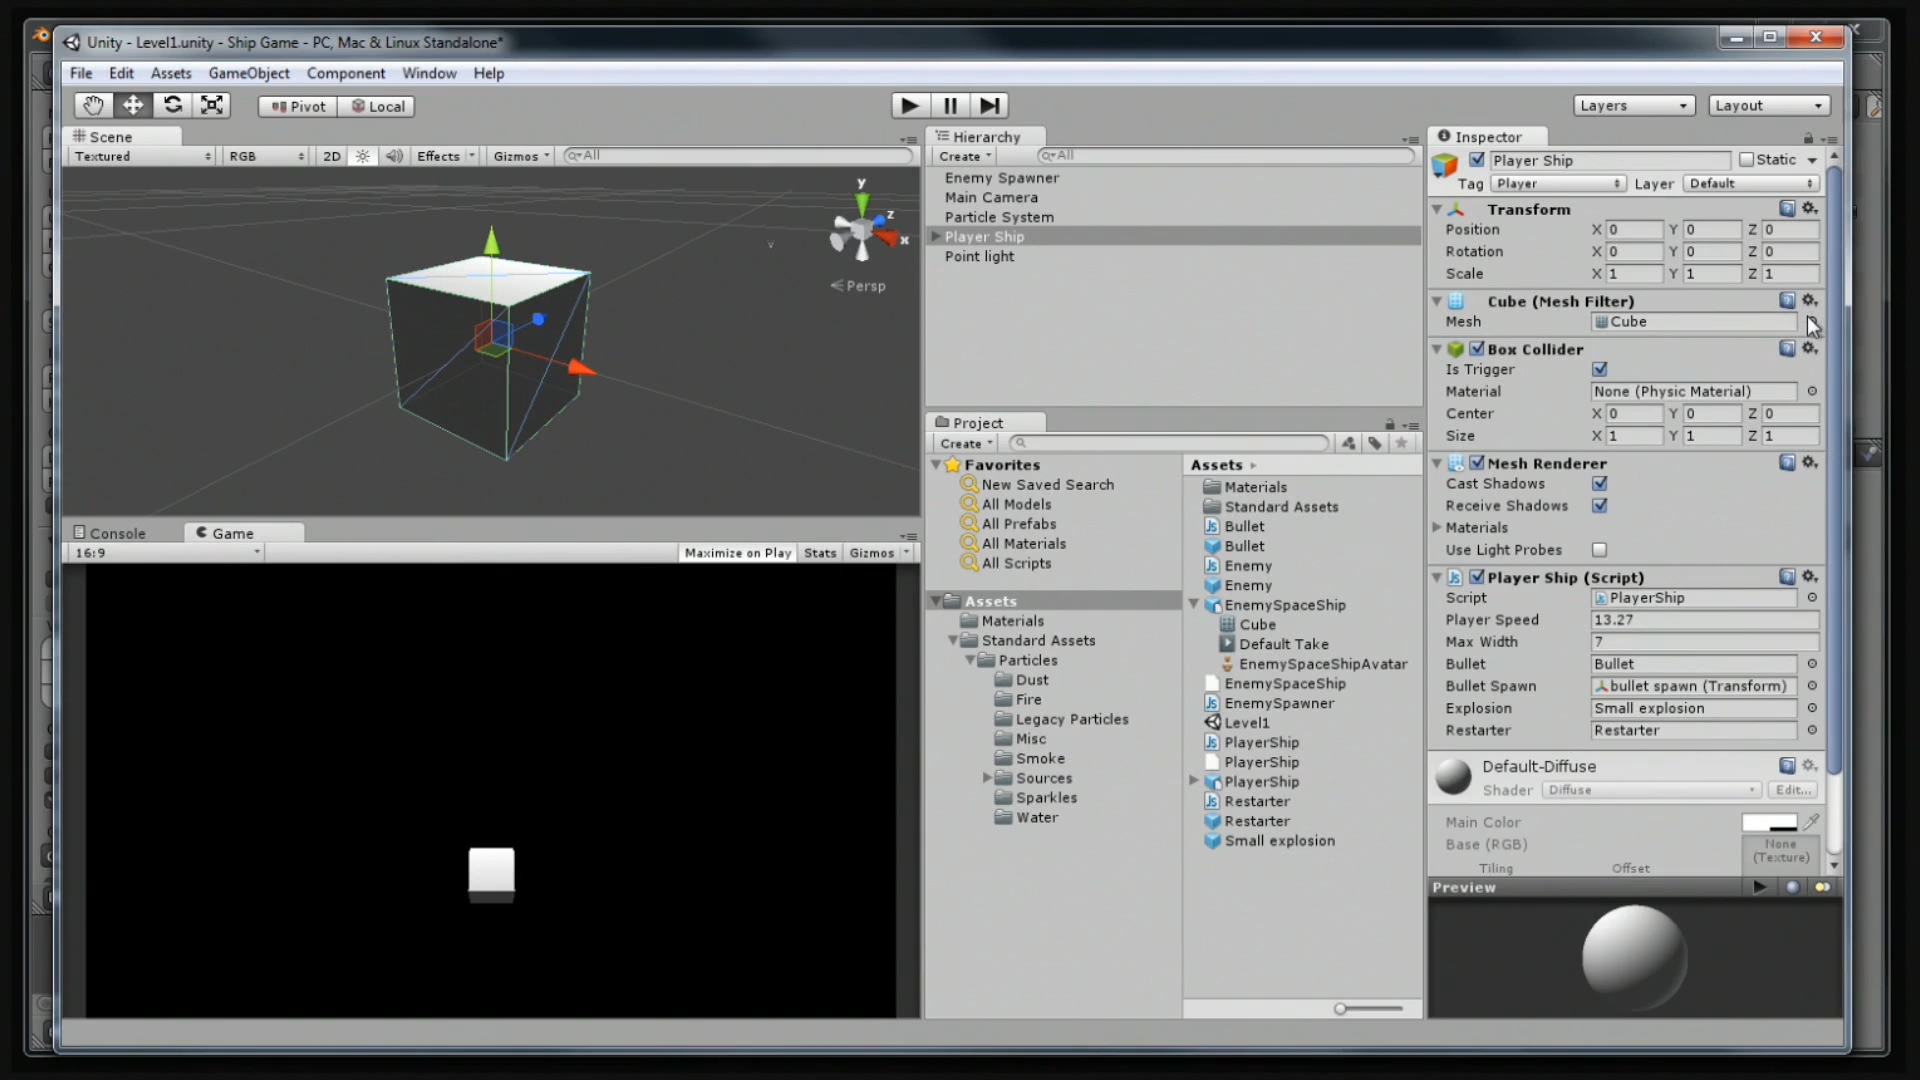 Unity - Level1.unity - Ship Game - PC, Mac & Linux Standalone*
File Edit Assets GameObject Component Window Help
Pivot Local Layers Layout
Scene
Textured RGB 2D Effects Gizmos All
y
z
x
Persp
Console Game
16:9 Maximize on Play Stats Gizmos
Hierarchy
Create All
Enemy Spawner
Main Camera
Particle System
Player Ship
Point light
Project
Create
Favorites
New Saved Search
All Models
All Prefabs
All Materials
All Scripts
Assets
Materials
Standard Assets
Particles
Dust
Fire
Legacy Particles
Misc
Smoke
Sources
Sparkles
Water
Assets
Materials
Standard Assets
Bullet
Bullet
Enemy
Enemy
EnemySpaceShip
Cube
Default Take
EnemySpaceShipAvatar
EnemySpaceShip
EnemySpawner
Level1
PlayerShip
PlayerShip
PlayerShip
Restarter
Restarter
Small explosion
Inspector
Player Ship Static
Tag Player Layer Default
Transform
Position X 0 Y 0 Z 0
Rotation X 0 Y 0 Z 0
Scale X 1 Y 1 Z 1
Cube (Mesh Filter)
Mesh Cube
Box Collider
Is Trigger
Material None (Physic Material)
Center X 0 Y 0 Z 0
Size X 1 Y 1 Z 1
Mesh Renderer
Cast Shadows
Receive Shadows
Materials
Use Light Probes
Player Ship (Script)
Script PlayerShip
Player Speed 13.27
Max Width 7
Bullet Bullet
Bullet Spawn bullet spawn (Transform)
Explosion Small explosion
Restarter Restarter
Default-Diffuse
Shader Diffuse Edit...
Main Color
Base (RGB)
None
(Texture)
Tiling Offset
Preview